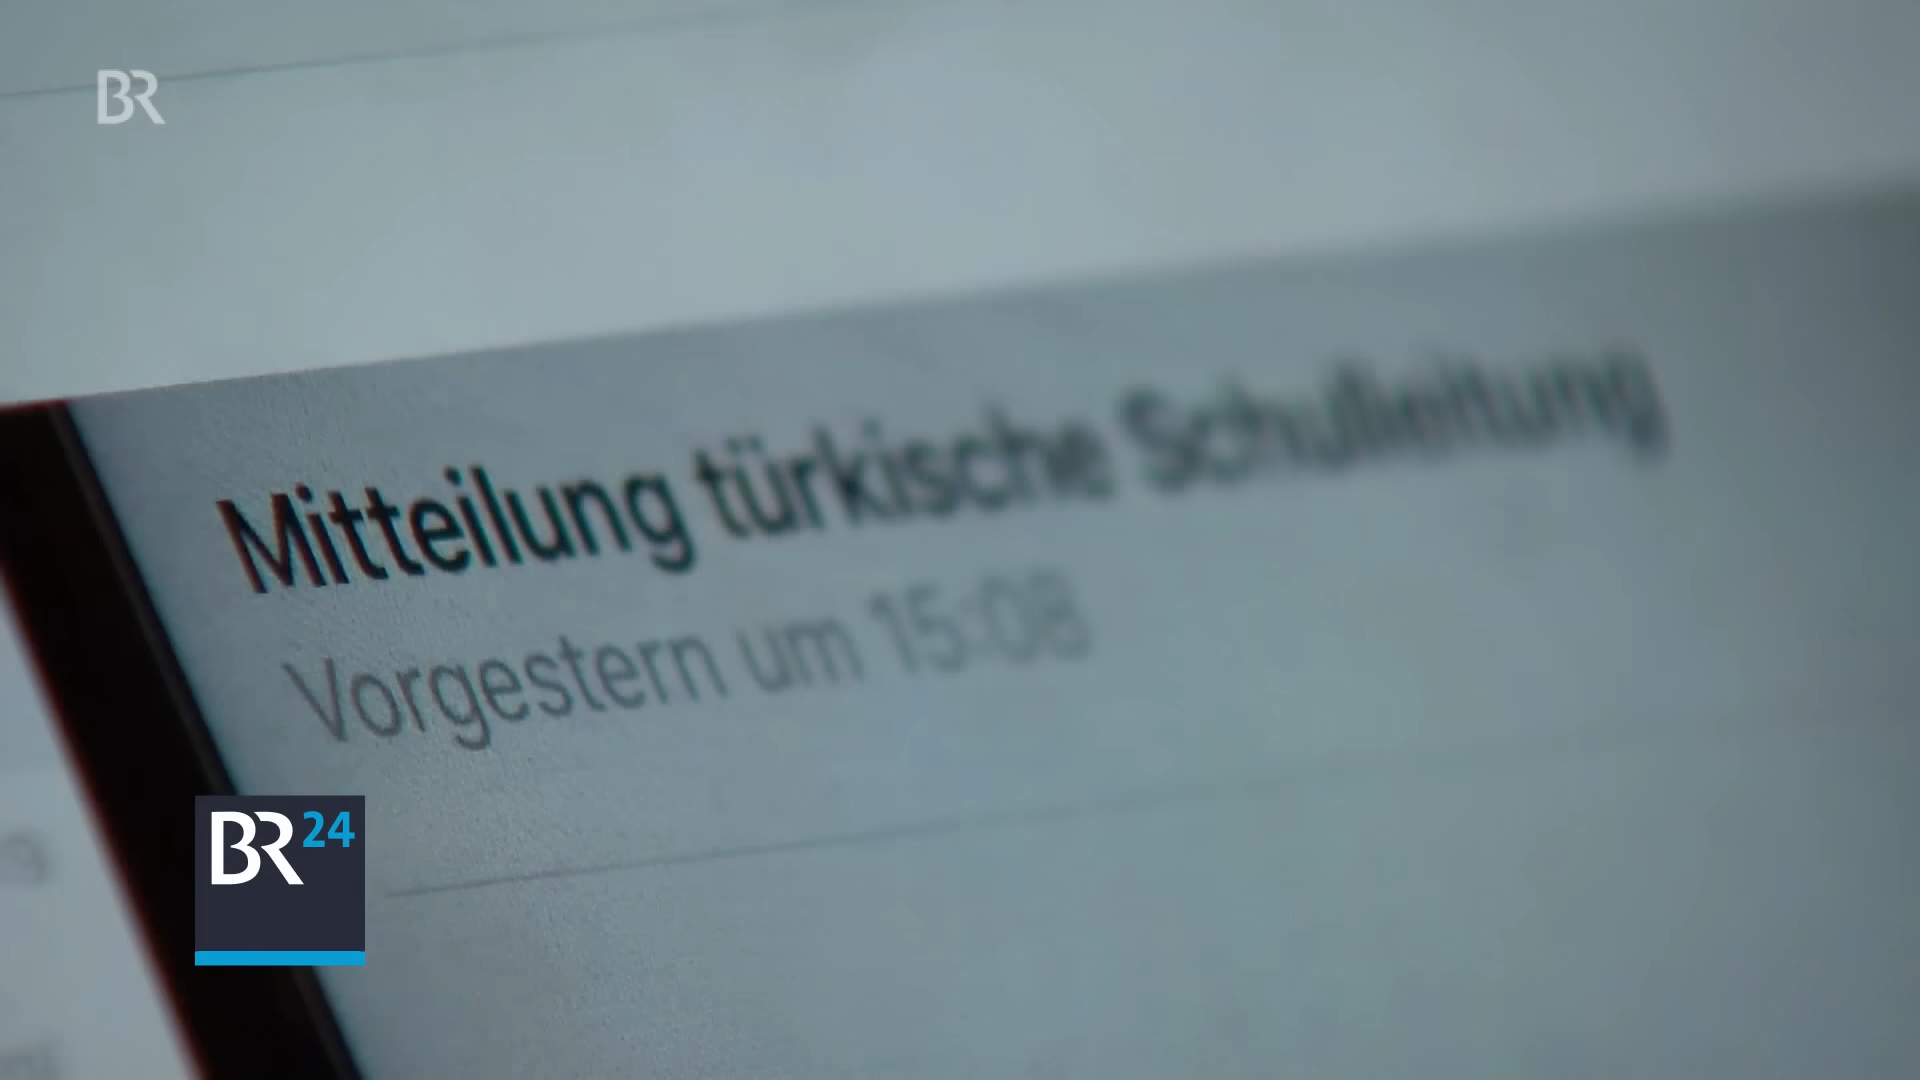 BR
Mitteilung türkische Schulleitung
Vorgestern um 15:08
BR24